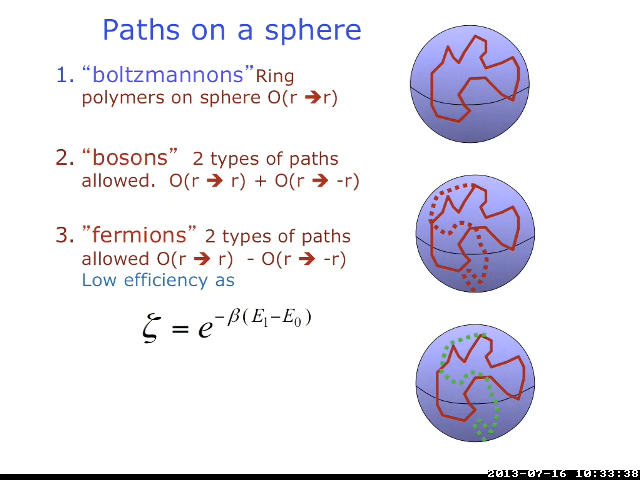 Paths on a sphere
1. “boltzmannons”Ring
polymers on sphere O(r ➔r)
2. “bosons” 2 types of paths
allowed. O(r ➔ r) + O(r ➔ -r)
3. ”fermions” 2 types of paths
allowed O(r ➔ r) - O(r ➔ -r)
Low efficiency as
ζ = e^{-β(E₁-E₀)}
2013-07-16 10:33:38